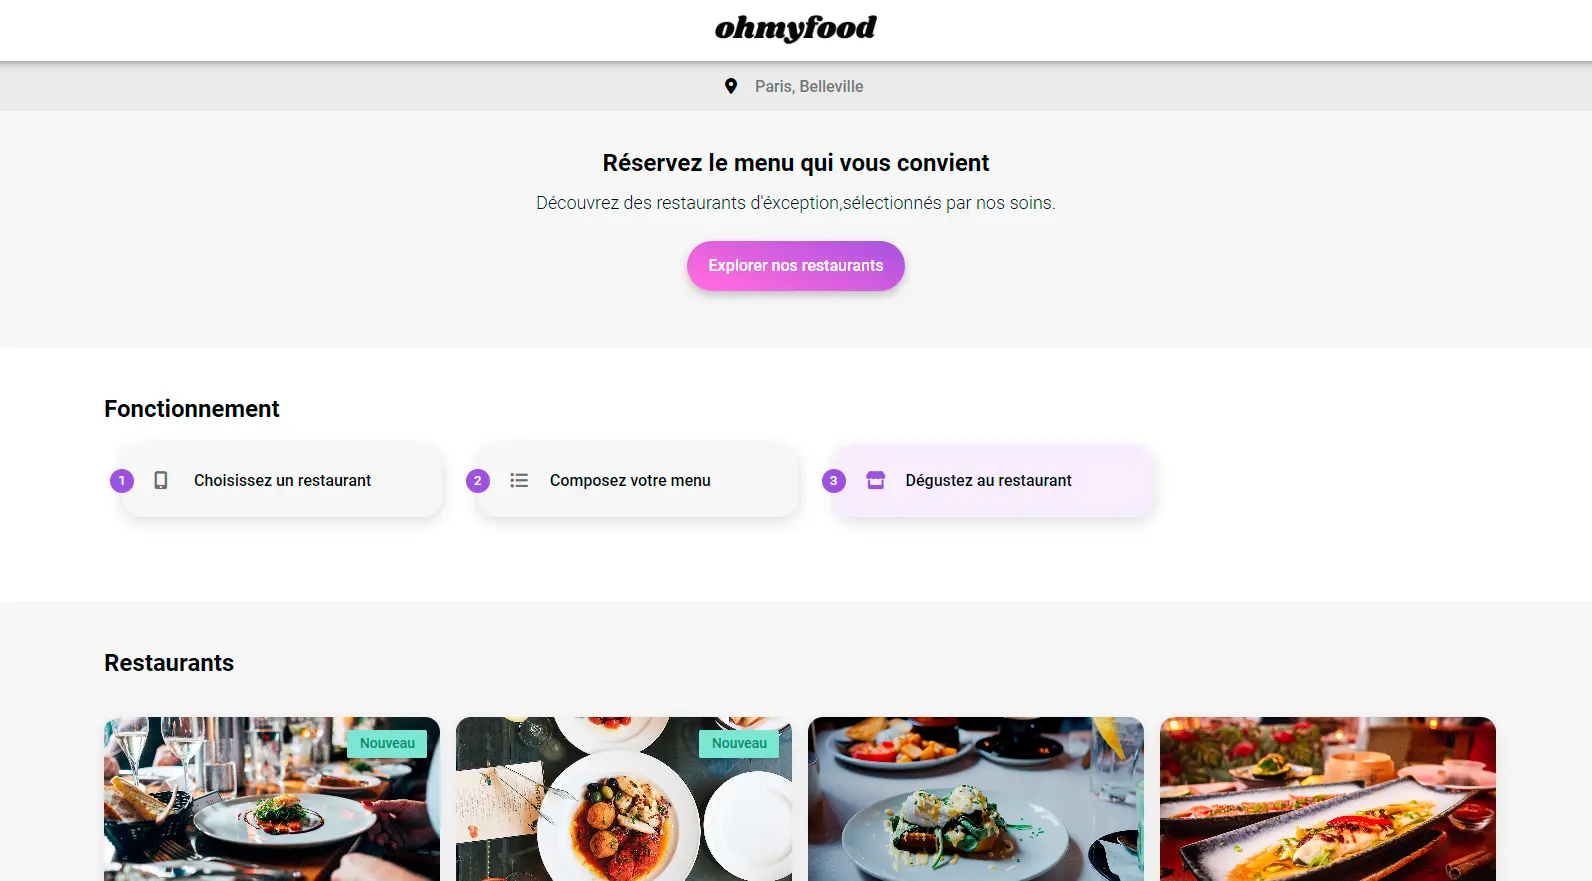 ohmyfood
Paris, Belleville
Réservez le menu qui vous convient
Découvrez des restaurants d'éxception,sélectionnés par nos soins.
Explorer nos restaurants
Fonctionnement
1 Choisissez un restaurant
2 Composez votre menu
3 Dégustez au restaurant
Restaurants
Nouveau
Nouveau